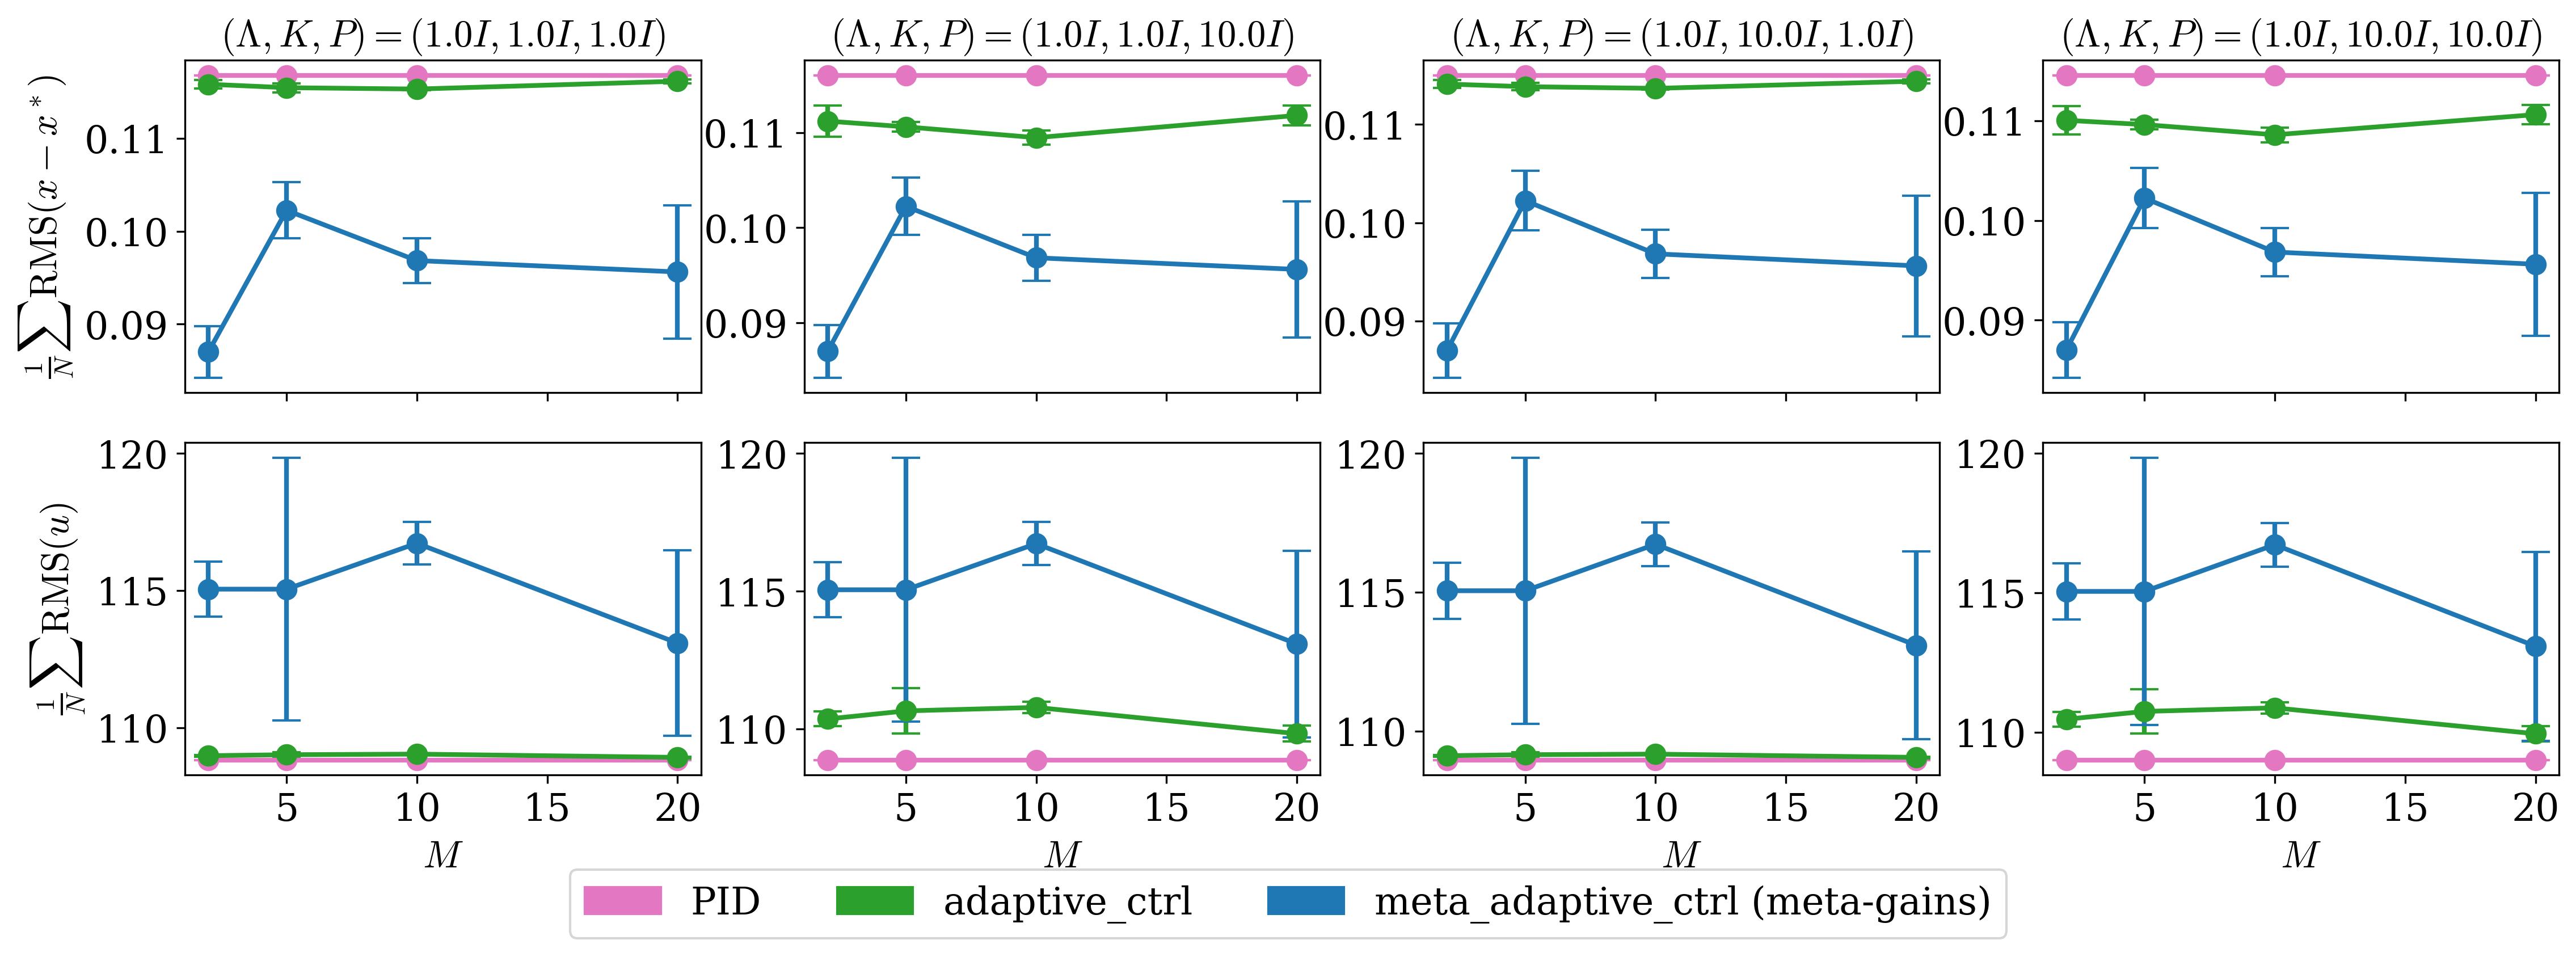 (Λ, K, P) = (1.0I, 1.0I, 1.0I)
(Λ, K, P) = (1.0I, 1.0I, 10.0I)
(Λ, K, P) = (1.0I, 10.0I, 1.0I)
(Λ, K, P) = (1.0I, 10.0I, 10.0I)
1/N ∑ RMS(x − x*)
0.11
0.10
0.09
0.11
0.10
0.09
0.11
0.10
0.09
0.11
0.10
0.09
1/N ∑ RMS(u)
120
115
110
120
115
110
120
115
110
120
115
110
5 10 15 20
5 10 15 20
5 10 15 20
5 10 15 20
M
M
M
M
PID
adaptive_ctrl
meta_adaptive_ctrl (meta-gains)